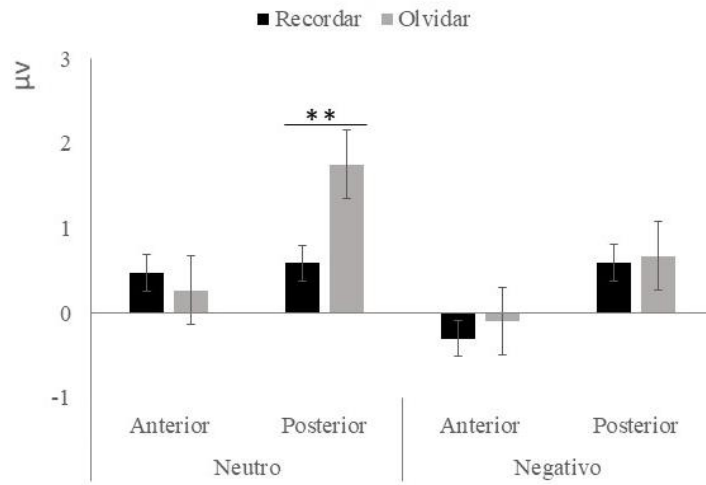 Recordar Olvidar
µv
3
**
2
1
0
-1
Anterior Posterior Anterior Posterior
Neutro Negativo